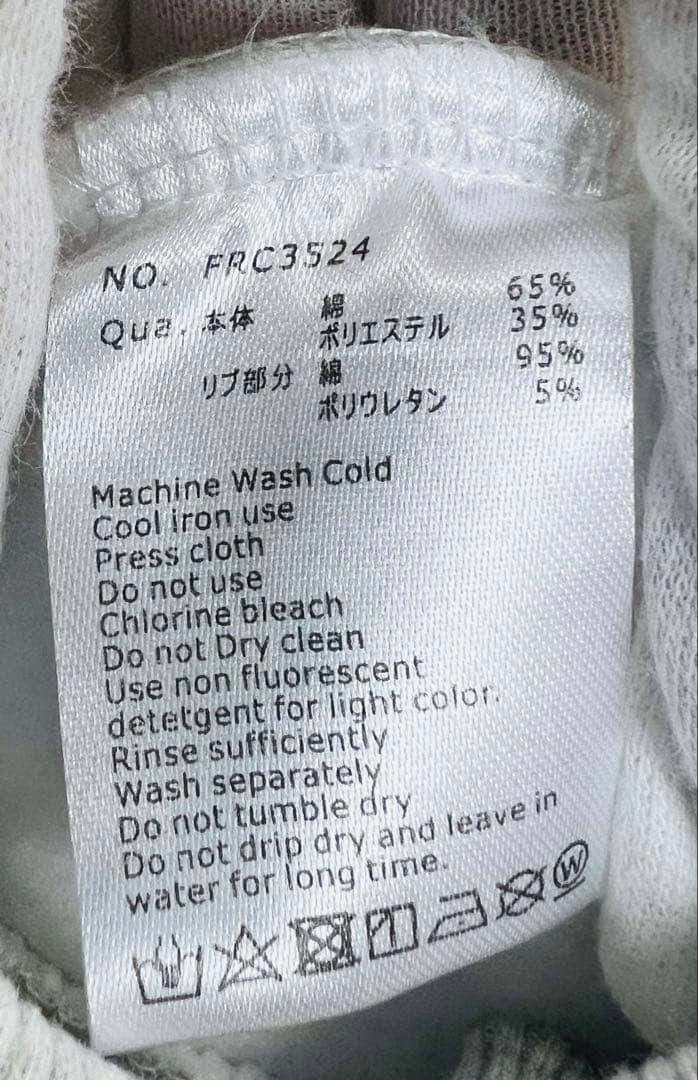 NO. FRC3524
Qua. 本体 綿 65%
ポリエステル 35%
リブ部分 綿 95%
ポリウレタン 5%
Machine Wash Cold
Cool iron use
Press cloth
Do not use
Chlorine bleach
Do not Dry clean
Use non fluorescent
detetgent for light color.
Rinse sufficiently
Wash separately
Do not tumble dry
Do not drip dry and leave in
water for long time.
W